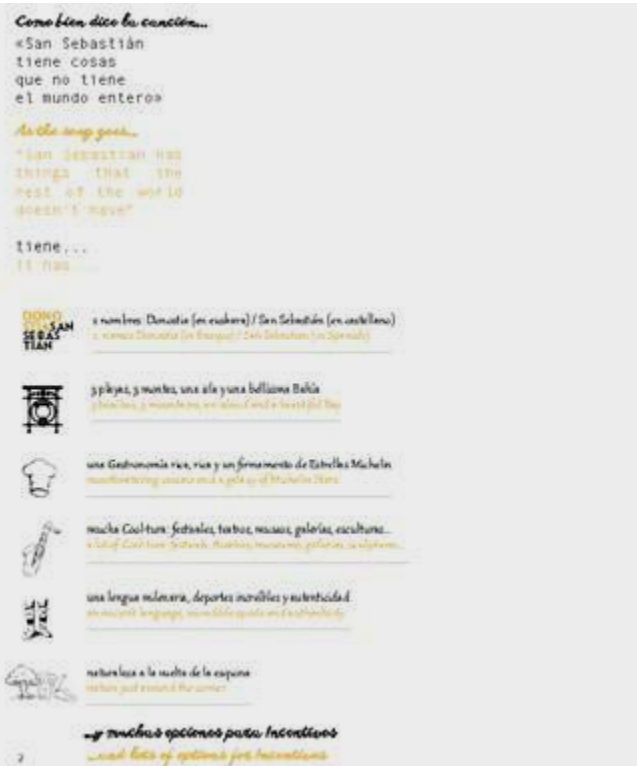 Como bien dice la canción...
«San Sebastián
tiene cosas
que no tiene
el mundo entero»
As the song goes...
"San Sebastian has
things that the
rest of the world
doesn't have"
tiene...
it has...
DONO
STIA SAN
SEBAS
TIAN
2 nombres: Donostia (en euskera) / San Sebastián (en castellano)
2 names: Donostia (in Basque) / San Sebastian (in Spanish)
3 playas, 3 montes, una isla y una bellísima Bahía
3 beaches, 3 mountains, an island and a beautiful Bay
una Gastronomía rica, rica y un firmamento de Estrellas Michelin
cuisine and a galaxy of Michelin Stars
mucha Cool-tura: festivales, teatros, museos, galerías, esculturas...
a lot of Cool-ture: festivals, theatres, museums, galleries, sculptures...
una lengua milenaria, deportes increíbles y autenticidad
an ancient language, incredible sports and authenticity
naturaleza a la vuelta de la esquina
nature just around the corner
...y muchas opciones para Incentivos
...and lots of options for Incentives
2